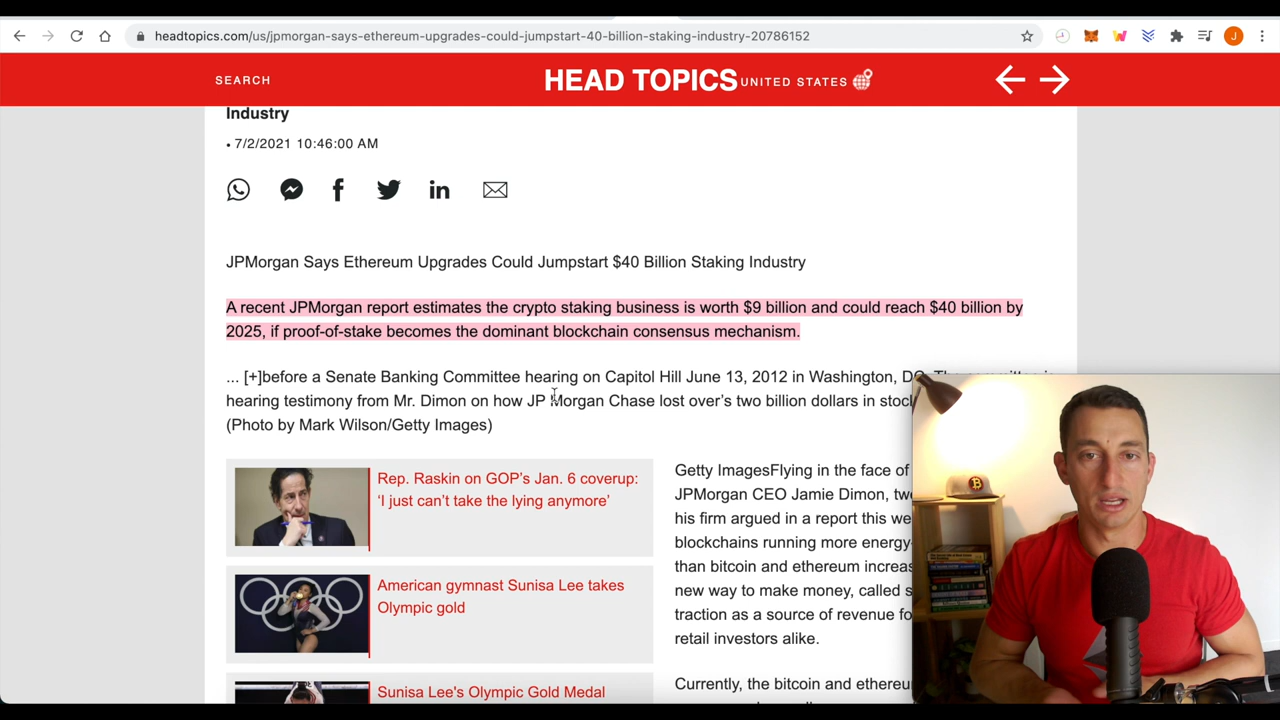 headtopics.com/us/jpmorgan-says-ethereum-upgrades-could-jumpstart-40-billion-staking-industry-20786152
J
SEARCH
HEAD TOPICS UNITED STATES
Industry
• 7/2/2021 10:46:00 AM
JPMorgan Says Ethereum Upgrades Could Jumpstart $40 Billion Staking Industry
A recent JPMorgan report estimates the crypto staking business is worth $9 billion and could reach $40 billion by
2025, if proof-of-stake becomes the dominant blockchain consensus mechanism.
... [+]before a Senate Banking Committee hearing on Capitol Hill June 13, 2012 in Washington, DC. The committee is
hearing testimony from Mr. Dimon on how JP Morgan Chase lost over's two billion dollars in stoc
(Photo by Mark Wilson/Getty Images)
Rep. Raskin on GOP's Jan. 6 coverup:
'I just can't take the lying anymore'
American gymnast Sunisa Lee takes
Olympic gold
Sunisa Lee's Olympic Gold Medal
Getty ImagesFlying in the face of
JPMorgan CEO Jamie Dimon, tw
his firm argued in a report this we
blockchains running more energy-
than bitcoin and ethereum increas
new way to make money, called s
traction as a source of revenue fo
retail investors alike.
Currently, the bitcoin and ethereu